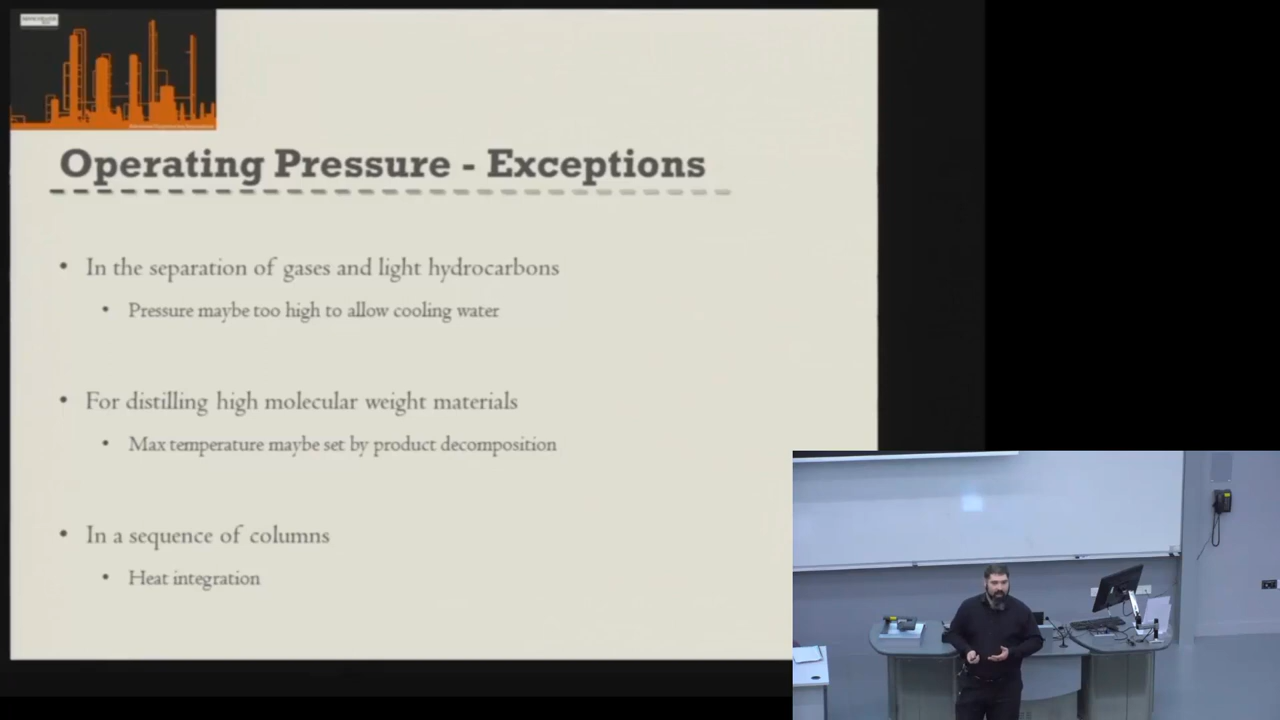 Operating Pressure - Exceptions
• In the separation of gases and light hydrocarbons
• Pressure maybe too high to allow cooling water
• For distilling high molecular weight materials
• Max temperature maybe set by product decomposition
• In a sequence of columns
• Heat integration